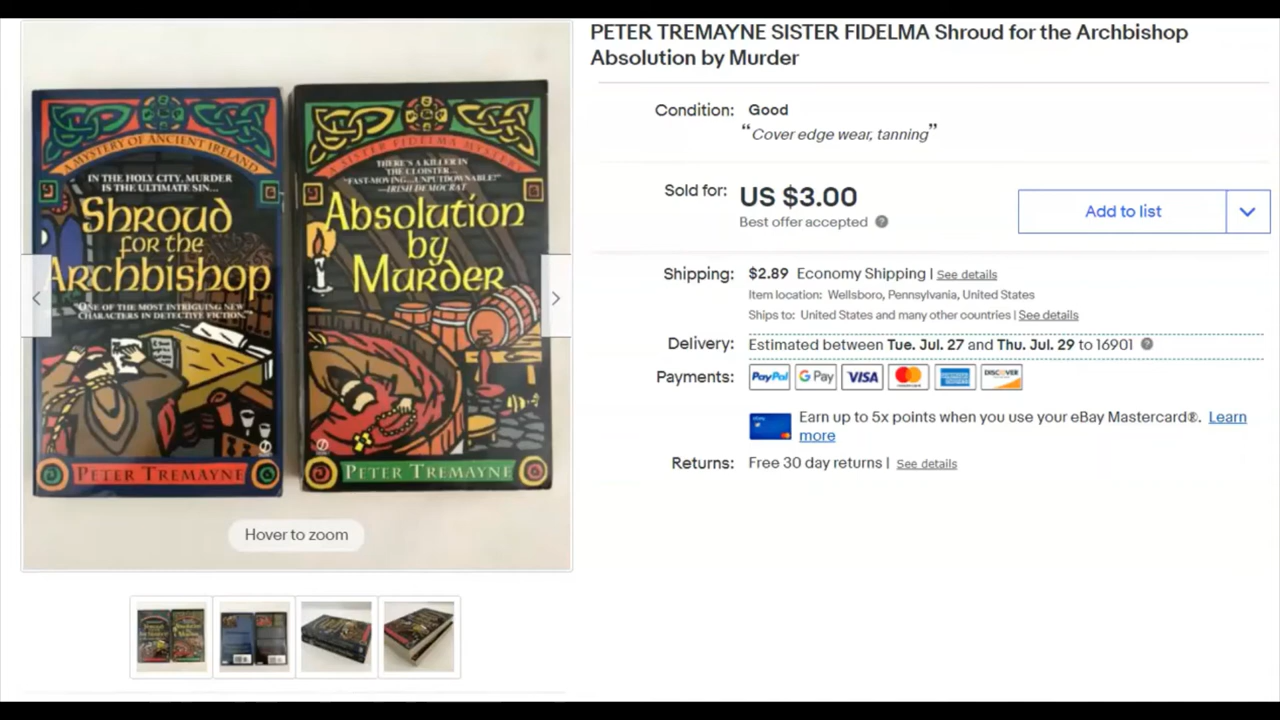 PETER TREMAYNE SISTER FIDELMA Shroud for the Archbishop
Absolution by Murder
A MYSTERY OF ANCIENT IRELAND
IN THE HOLY CITY, MURDER
IS THE ULTIMATE SIN...
Shroud
for the
Archbishop
"ONE OF THE MOST INTRIGUING NEW
CHARACTERS IN DETECTIVE FICTION."
PETER TREMAYNE
A SISTER FIDELMA MYSTERY
THERE'S A KILLER IN
THE CLOISTER...
"FAST-MOVING...UNPUTDOWNABLE!"
—IRISH DEMOCRAT
Absolution
by
Murder
PETER TREMAYNE
Hover to zoom
Condition: Good
"Cover edge wear, tanning"
Sold for: US $3.00
Best offer accepted
Add to list
Shipping: $2.89 Economy Shipping | See details
Item location: Wellsboro, Pennsylvania, United States
Ships to: United States and many other countries | See details
Delivery: Estimated between Tue. Jul. 27 and Thu. Jul. 29 to 16901
Payments: PayPal G Pay VISA MasterCard AMERICAN EXPRESS DISCOVER
Earn up to 5x points when you use your eBay Mastercard®. Learn
more
Returns: Free 30 day returns | See details